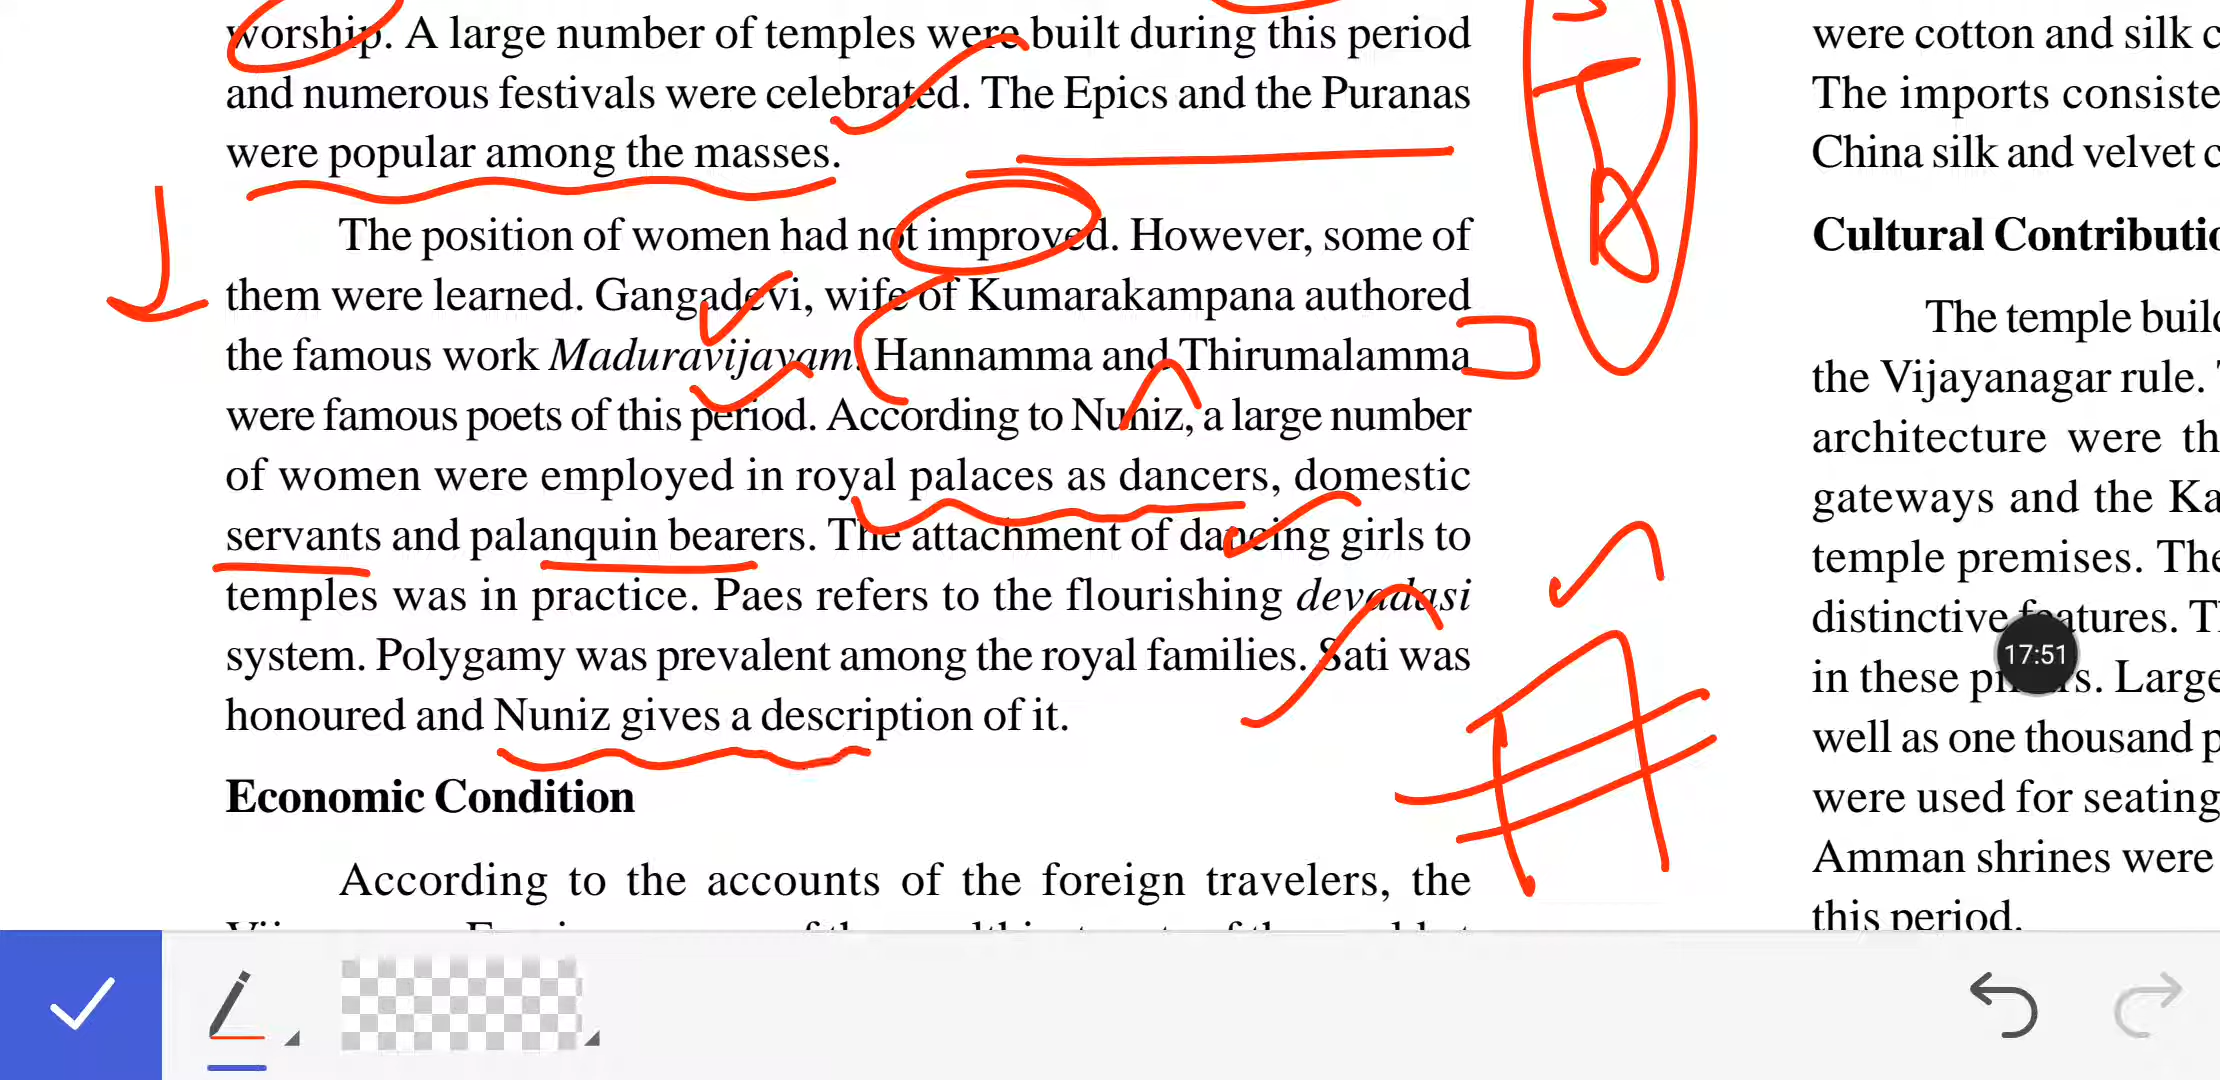 worship. A large number of temples were built during this period
and numerous festivals were celebrated. The Epics and the Puranas
were popular among the masses.
The position of women had not improved. However, some of
them were learned. Gangadevi, wife of Kumarakampana authored
the famous work Maduravijayam. Hannamma and Thirumalamma
were famous poets of this period. According to Nuniz, a large number
of women were employed in royal palaces as dancers, domestic
servants and palanquin bearers. The attachment of dancing girls to
temples was in practice. Paes refers to the flourishing devadasi
system. Polygamy was prevalent among the royal families. Sati was
honoured and Nuniz gives a description of it.
Economic Condition
According to the accounts of the foreign travelers, the
were cotton and silk c
The imports consiste
China silk and velvet c
Cultural Contributio
The temple build
the Vijayanagar rule.
architecture were th
gateways and the Ka
temple premises. The
distinctive features. T
in these pillars. Large
well as one thousand p
were used for seating
Amman shrines were
this period.
17:51